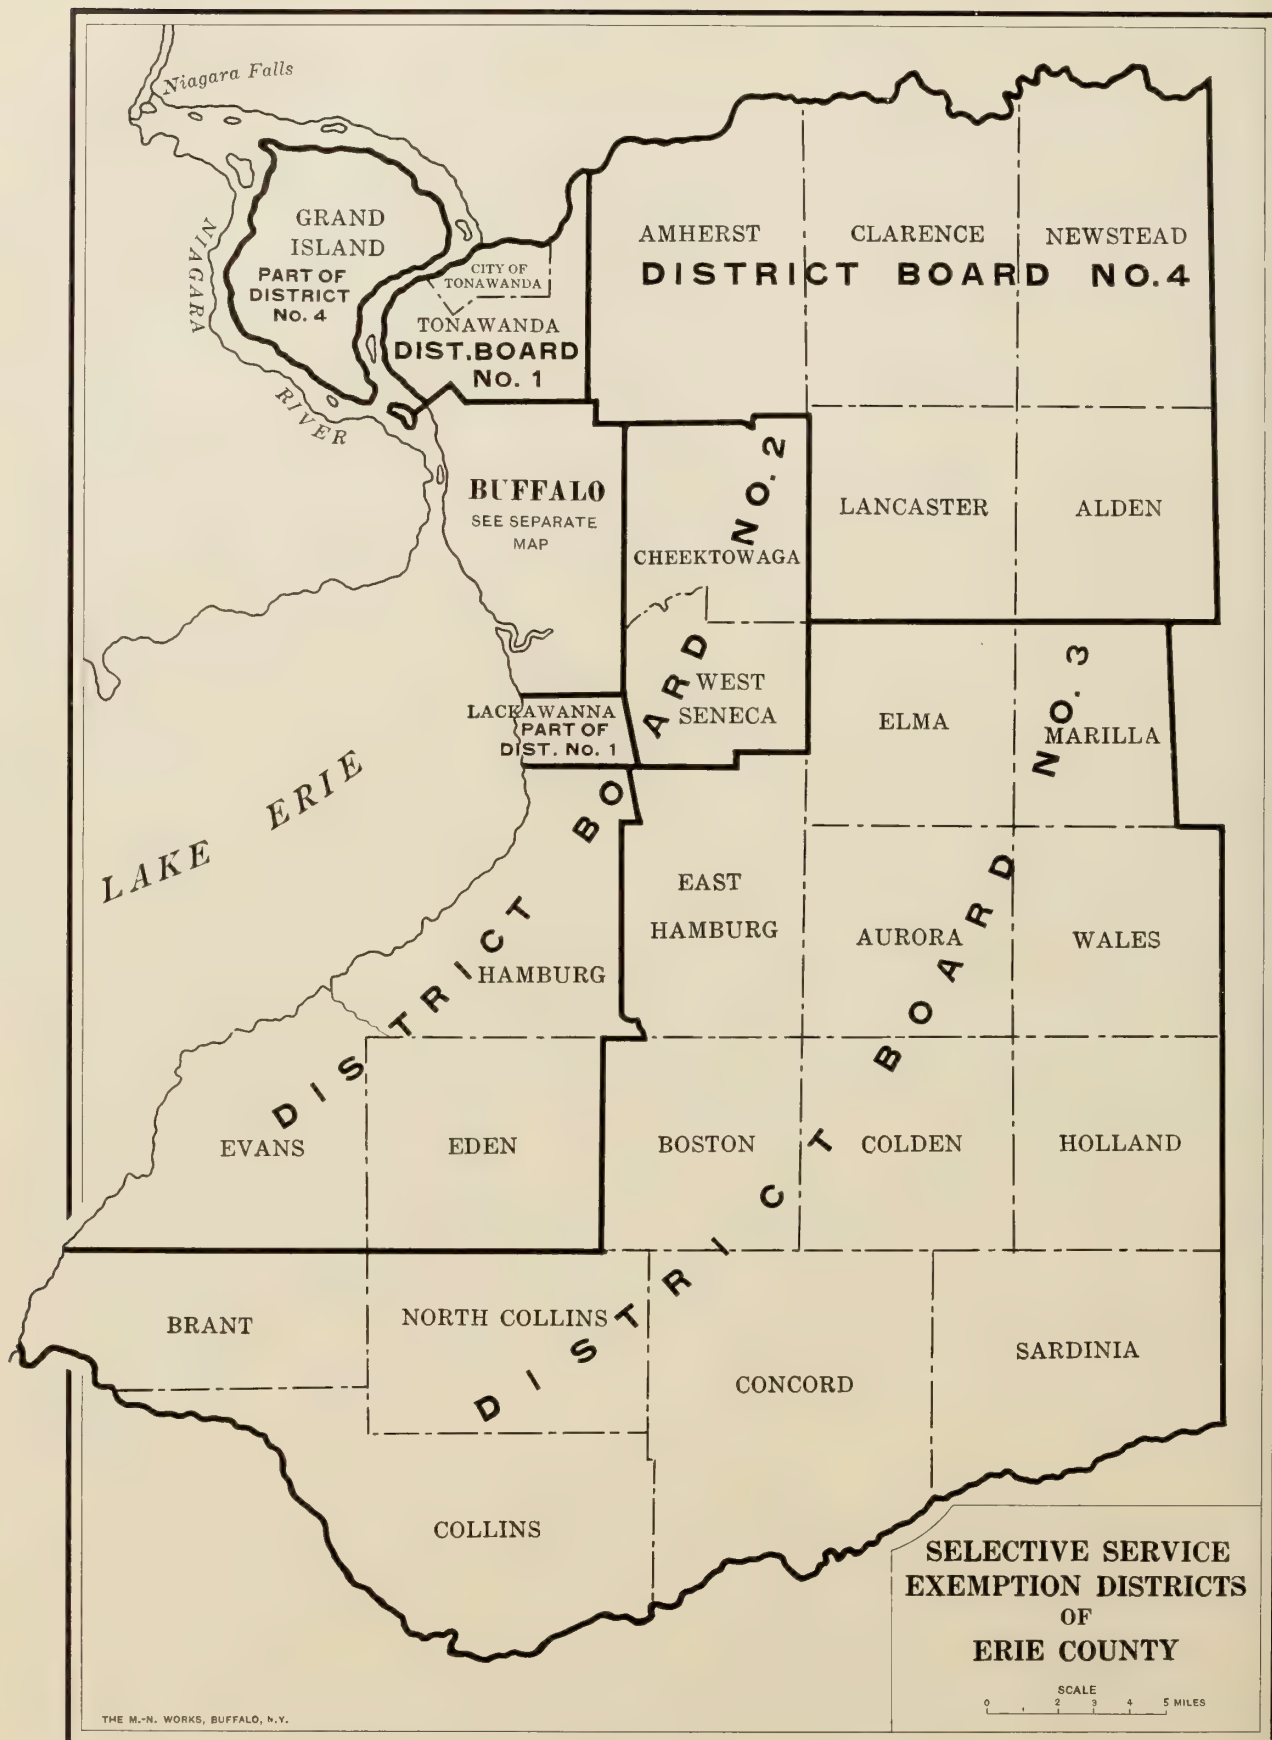 Niagara Falls
NIAGARA
RIVER
GRAND
ISLAND
PART OF
DISTRICT
No. 4
CITY OF
TONAWANDA
TONAWANDA
DIST. BOARD
No. 1
AMHERST
CLARENCE
NEWSTEAD
DISTRICT BOARD NO. 4
BUFFALO
SEE SEPARATE
MAP
LANCASTER
ALDEN
CHEEKTOWAGA
WEST
SENECA
LACKAWANNA
PART OF
DIST. No. 1
DISTRICT BOARD NO. 2
ELMA
MARILLA
LAKE ERIE
EAST
HAMBURG
AURORA
WALES
HAMBURG
EVANS
EDEN
BOSTON
COLDEN
HOLLAND
DISTRICT BOARD NO. 3
BRANT
NORTH COLLINS
CONCORD
SARDINIA
COLLINS
SELECTIVE SERVICE
EXEMPTION DISTRICTS
OF
ERIE COUNTY
SCALE
0 1 2 3 4 5 MILES
THE M.-N. WORKS, BUFFALO, N.Y.